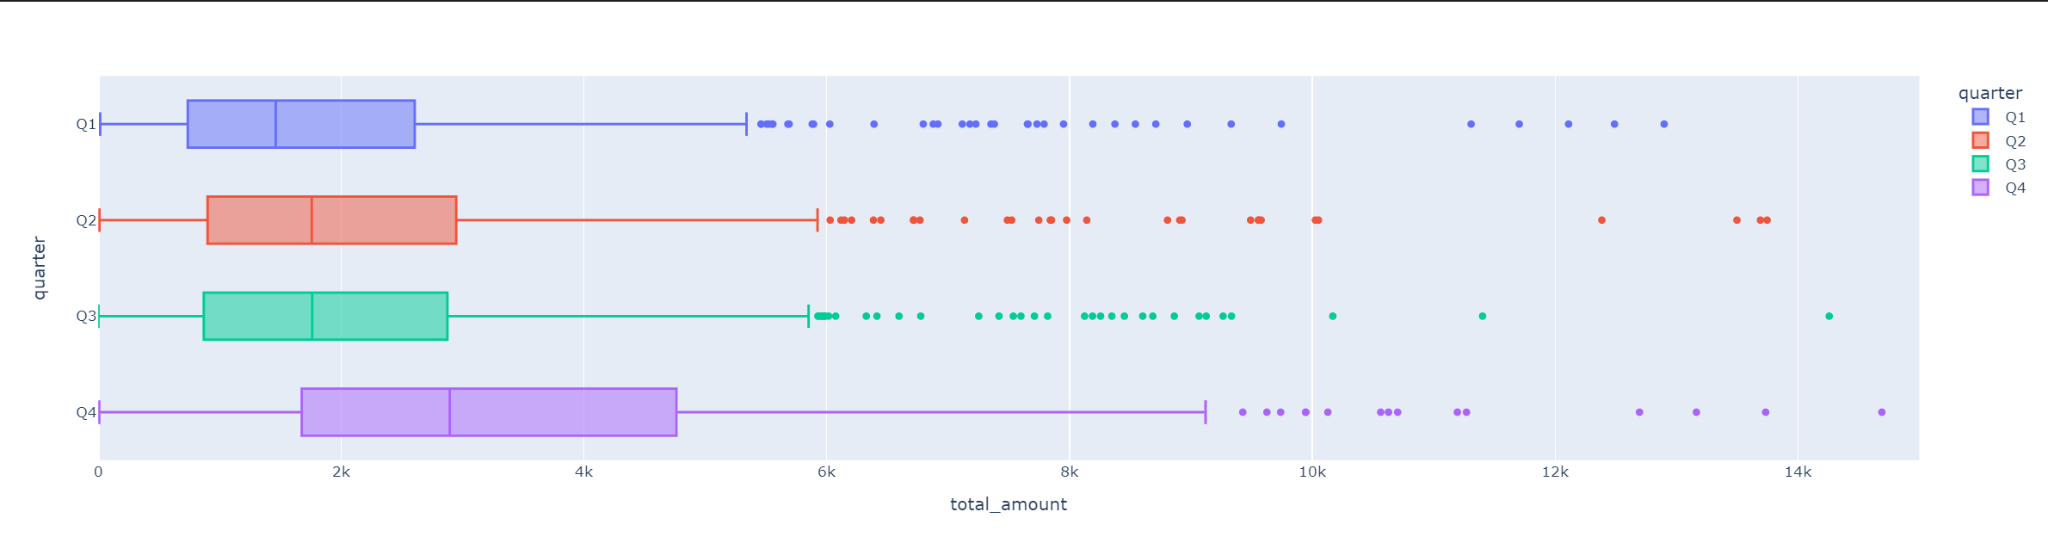 quarter
Q1
Q2
Q3
Q4
quarter
Q1
Q2
Q3
Q4
0 2k 4k 6k 8k 10k 12k 14k
total_amount